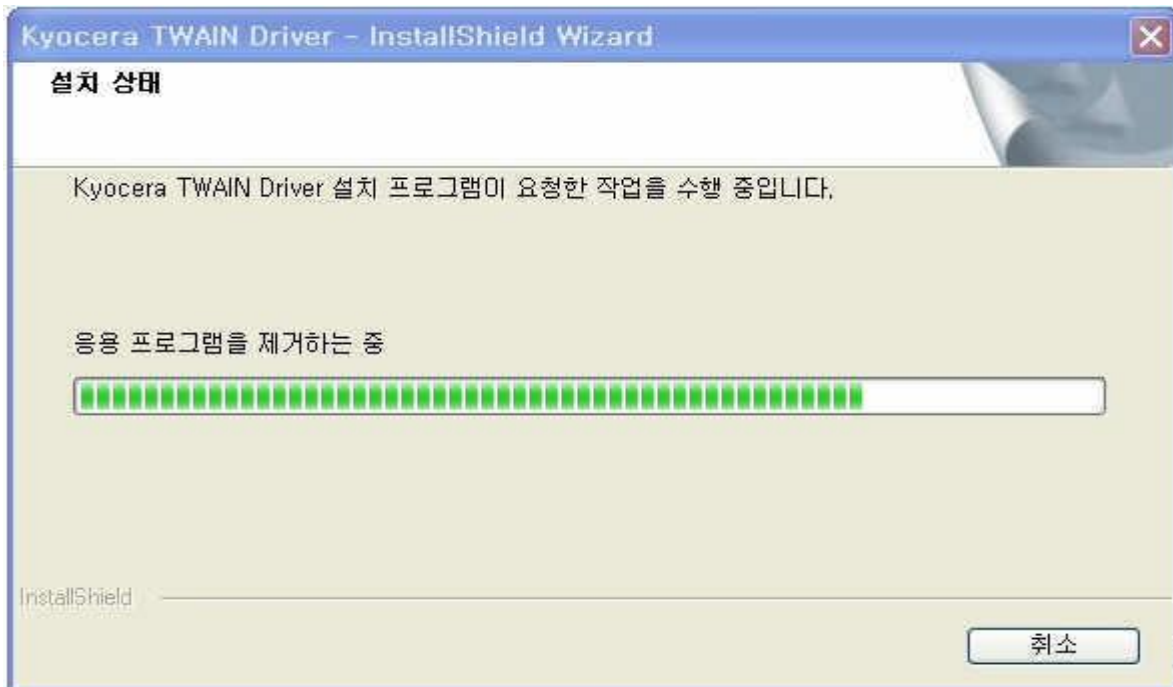 Kyocera TWAIN Driver - InstallShield Wizard
설치 상태
Kyocera TWAIN Driver 설치 프로그램이 요청한 작업을 수행 중입니다.
응용 프로그램을 제거하는 중
InstallShield
취소